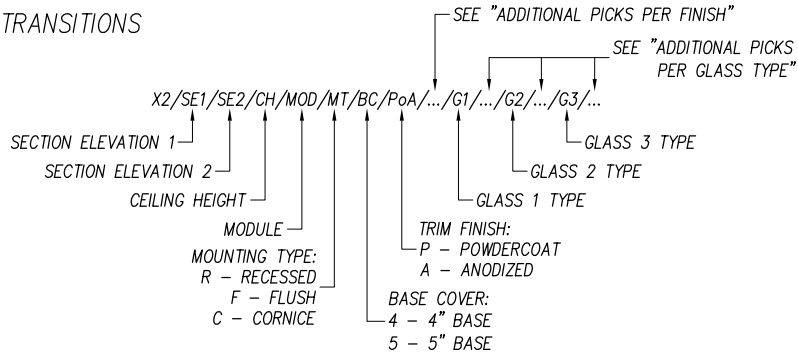 TRANSITIONS
SEE "ADDITIONAL PICKS PER FINISH"
SEE "ADDITIONAL PICKS
PER GLASS TYPE"
X2/SE1/SE2/CH/MOD/MT/BC/PoA/.../G1/.../G2/.../G3/...
SECTION ELEVATION 1
SECTION ELEVATION 2
CEILING HEIGHT
MODULE
MOUNTING TYPE:
R – RECESSED
F – FLUSH
C – CORNICE
GLASS 3 TYPE
GLASS 2 TYPE
GLASS 1 TYPE
TRIM FINISH:
P – POWDERCOAT
A – ANODIZED
BASE COVER:
4 – 4" BASE
5 – 5" BASE